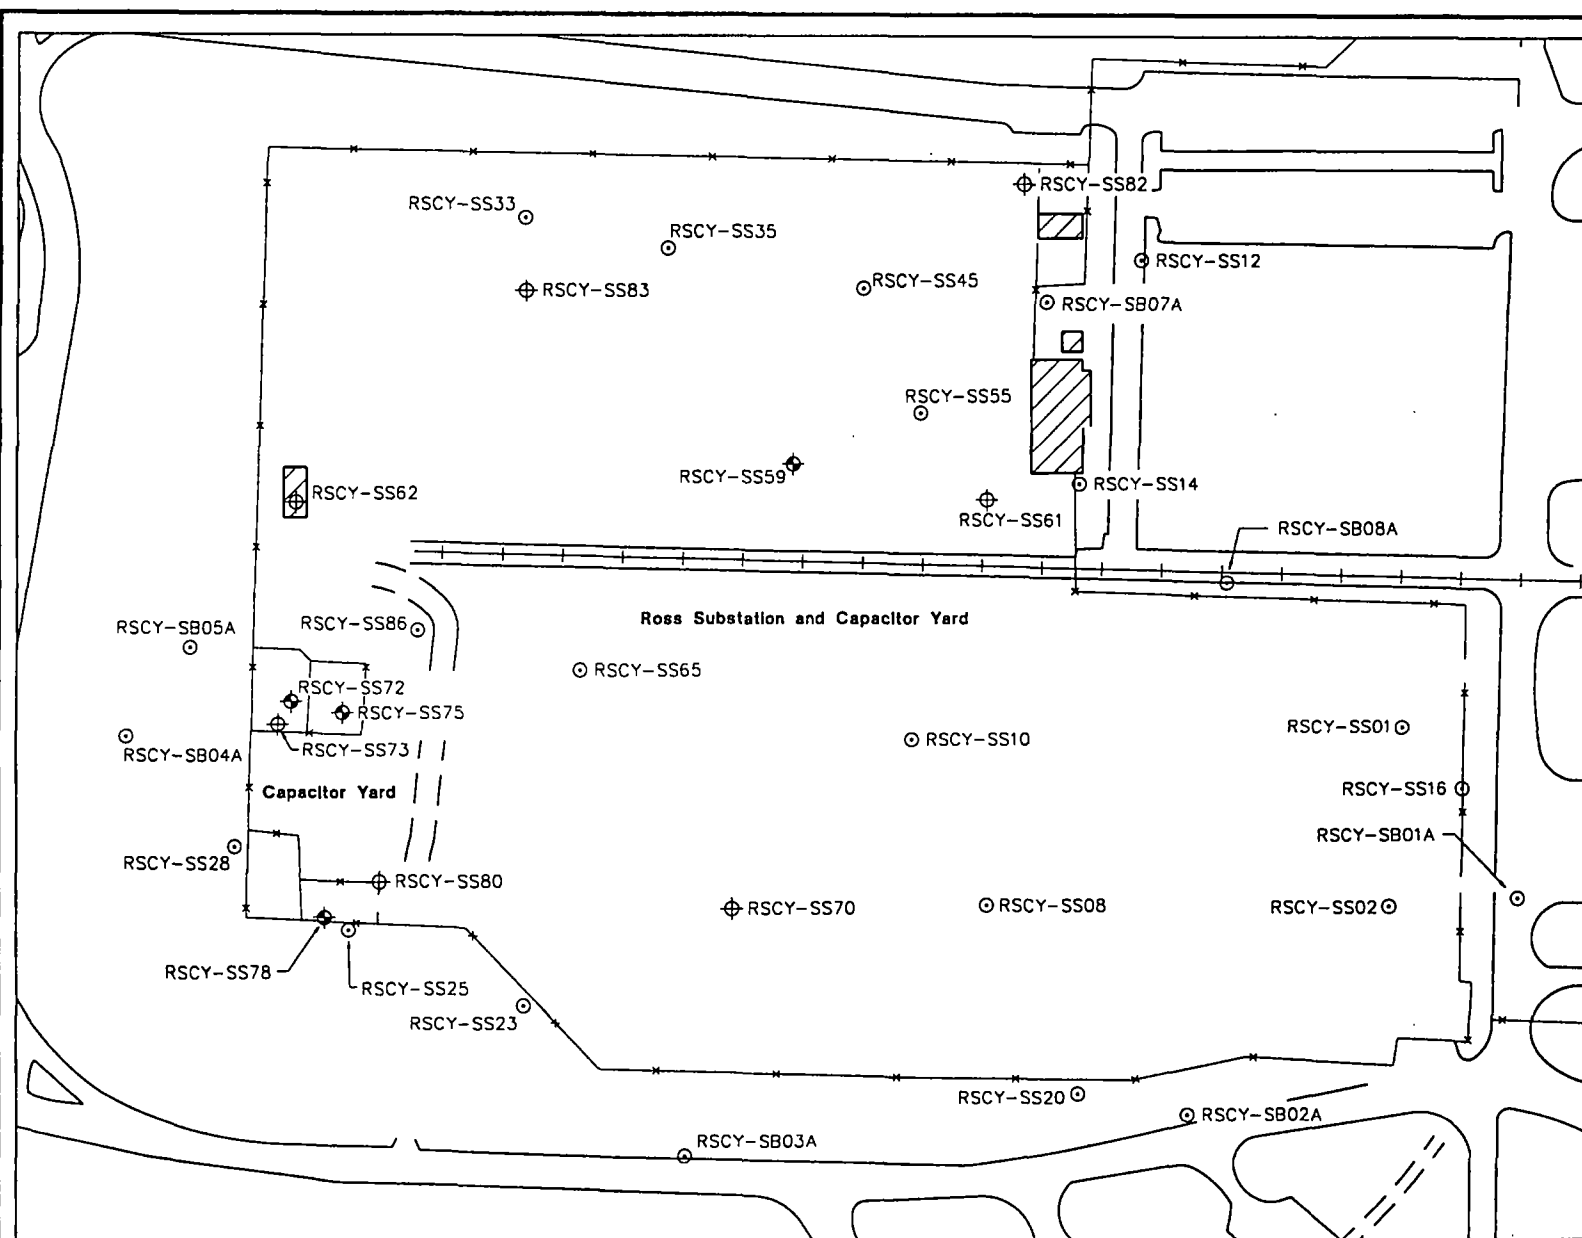 RSCY-SS82
RSCY-SS33
RSCY-SS35
RSCY-SS12
RSCY-SS45
RSCY-SS83
RSCY-SB07A
RSCY-SS55
RSCY-SS59
RSCY-SS14
RSCY-SS62
RSCY-SS61
RSCY-SB08A
Ross Substation and Capacitor Yard
RSCY-SS86
RSCY-SB05A
RSCY-SS65
RSCY-SS72
RSCY-SS75
RSCY-SS01
RSCY-SS10
RSCY-SS73
RSCY-SB04A
Capacitor Yard
RSCY-SS16
RSCY-SB01A
RSCY-SS28
RSCY-SS80
RSCY-SS70
RSCY-SS08
RSCY-SS02
RSCY-SS78
RSCY-SS25
RSCY-SS23
RSCY-SS20
RSCY-SB02A
RSCY-SB03A